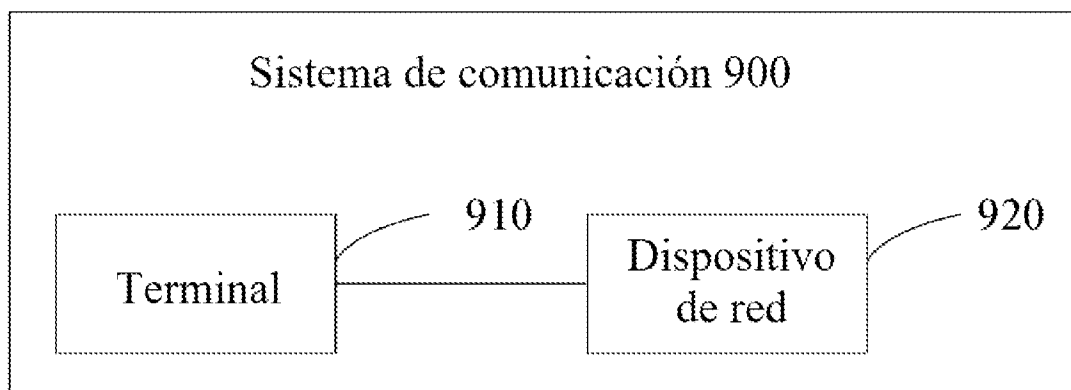 Sistema de comunicación 900
910
920
Terminal
Dispositivo
de red